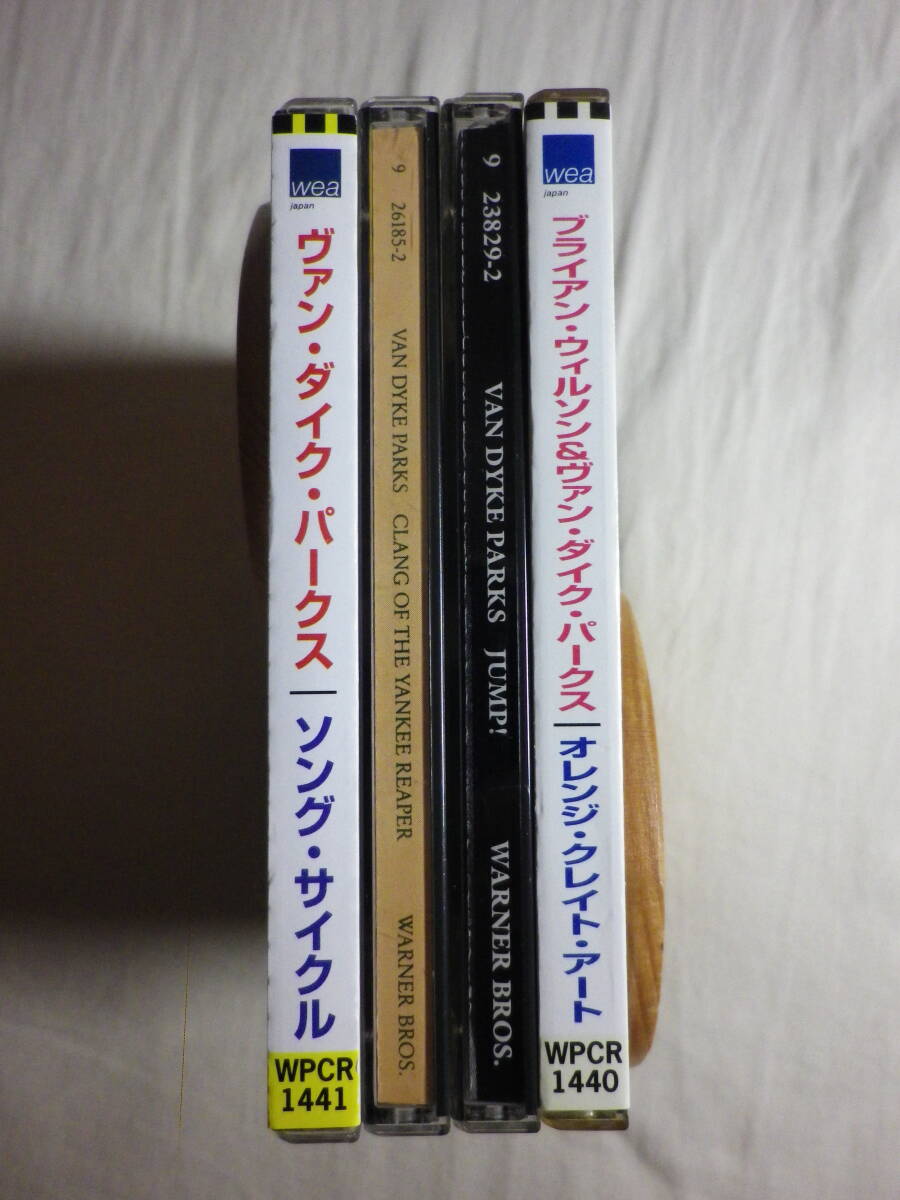 wea
japan
ヴァン・ダイク・パークス｜ソング・サイクル
WPCR
1441
9 26185-2 VAN DYKE PARKS CLANG OF THE YANKEE REAPER WARNER BROS.
9 23829-2 VAN DYKE PARKS JUMP! WARNER BROS.
wea
japan
ブライアン・ウィルソン&ヴァン・ダイク・パークス｜オレンジ・クレイト・アート
WPCR
1440